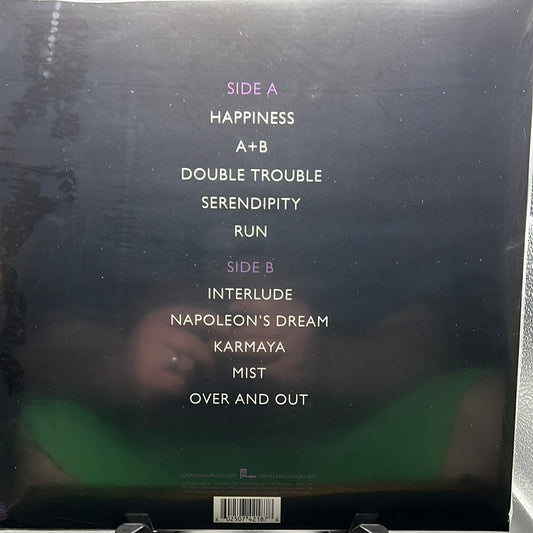 SIDE A
HAPPINESS
A+B
DOUBLE TROUBLE
SERENDIPITY
RUN
SIDE B
INTERLUDE
NAPOLEON'S DREAM
KARMAYA
MIST
OVER AND OUT